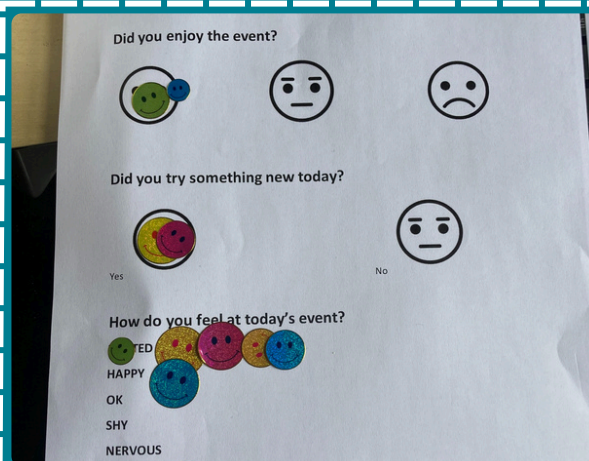 Did you enjoy the event?
Did you try something new today?
Yes
No
How do you feel at today's event?
TED
HAPPY
OK
SHY
NERVOUS